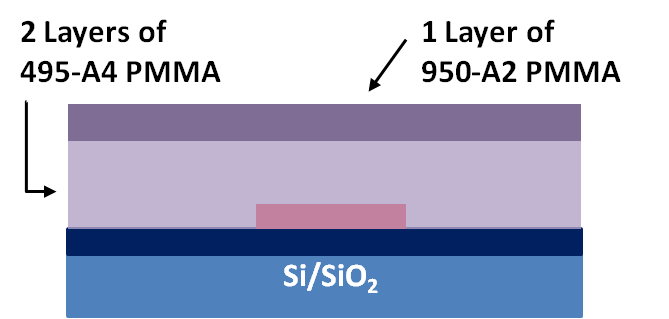 2 Layers of
495-A4 PMMA
1 Layer of
950-A2 PMMA
Si/SiO₂